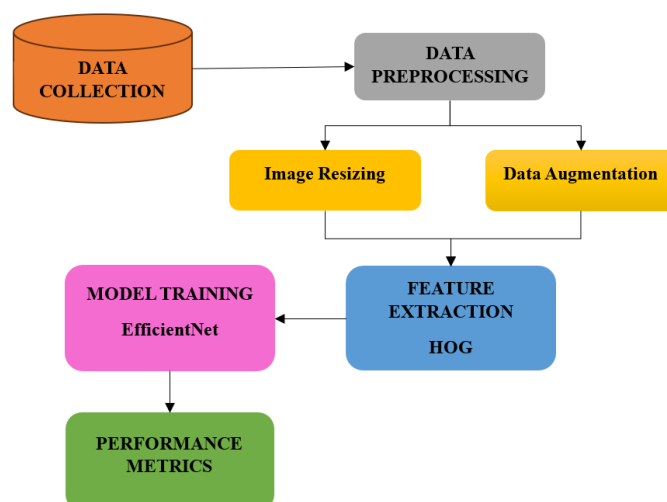 DATA
COLLECTION
DATA
PREPROCESSING
Image Resizing
Data Augmentation
FEATURE
EXTRACTION
HOG
MODEL TRAINING
EfficientNet
PERFORMANCE
METRICS